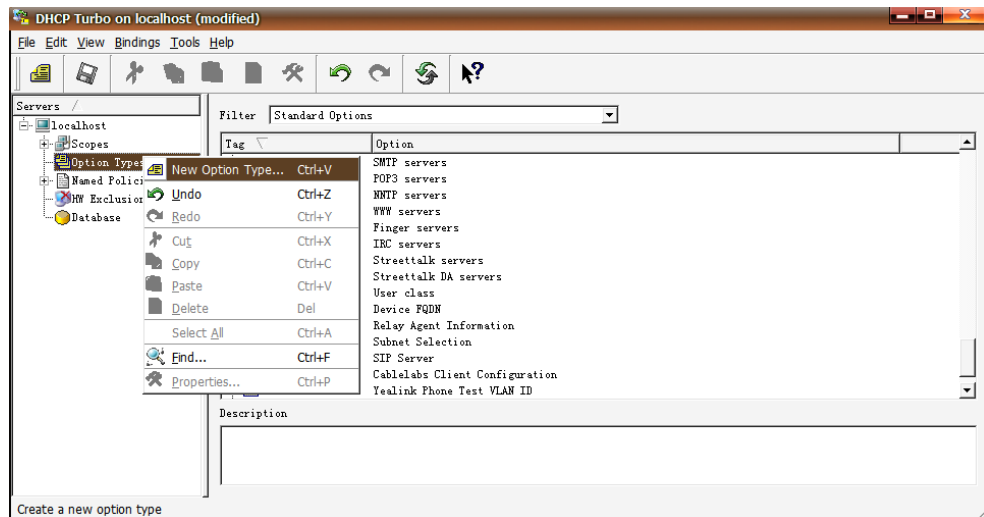 DHCP Turbo on localhost (modified)
File Edit View Bindings Tools Help
Servers /
Filter Standard Options
localhost
Scopes
Tag Option
Option Types
SMTP servers
New Option Type... Ctrl+V
POP3 servers
Named Polici
Undo Ctrl+Z
NNTP servers
HW Exclusion
WWW servers
Database
Redo Ctrl+Y
Finger servers
Cut Ctrl+X
IRC servers
Copy Ctrl+C
Streettalk servers
Streettalk DA servers
Paste Ctrl+V
User class
Delete Del
Device FQDN
Relay Agent Information
Select All Ctrl+A
Subnet Selection
Find... Ctrl+F
SIP Server
Cablelabs Client Configuration
Properties... Ctrl+P
Yealink Phone Test VLAN ID
Description
Create a new option type